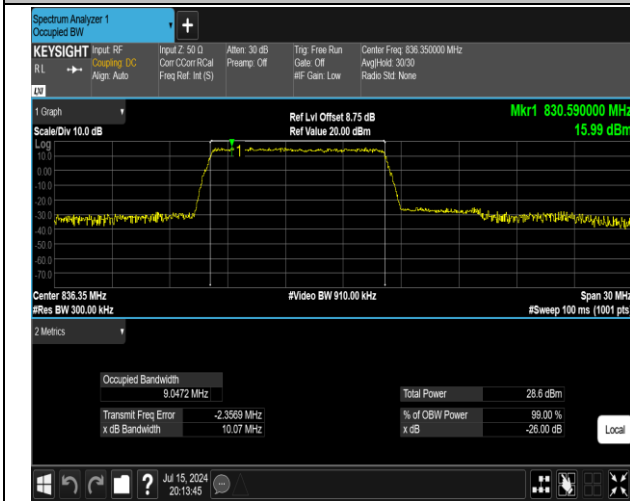 Spectrum Analyzer 1
Occupied BW
KEYSIGHT
RL
LXI
Input: RF
Coupling: DC
Align: Auto
Input Z: 50 Ω
Corr CCorr RCal
Freq Ref: Int (S)
Atten: 30 dB
Preamp: Off
Trig: Free Run
Gate: Off
#IF Gain: Low
Center Freq: 836.350000 MHz
Avg|Hold: 30/30
Radio Std: None
1 Graph
Scale/Div 10.0 dB
Ref Lvl Offset 8.75 dB
Ref Value 20.00 dBm
Mkr1 830.590000 MHz
15.99 dBm
Log
10.0
0.00
-10.0
-20.0
-30.0
-40.0
-50.0
-60.0
-70.0
1
Center 836.35 MHz
#Res BW 300.00 kHz
#Video BW 910.00 kHz
Span 30 MHz
#Sweep 100 ms (1001 pts
2 Metrics
Occupied Bandwidth
9.0472 MHz
Transmit Freq Error -2.3569 MHz
x dB Bandwidth 10.07 MHz
Total Power 28.6 dBm
% of OBW Power 99.00 %
x dB -26.00 dB
Local
?
Jul 15, 2024
20:13:45